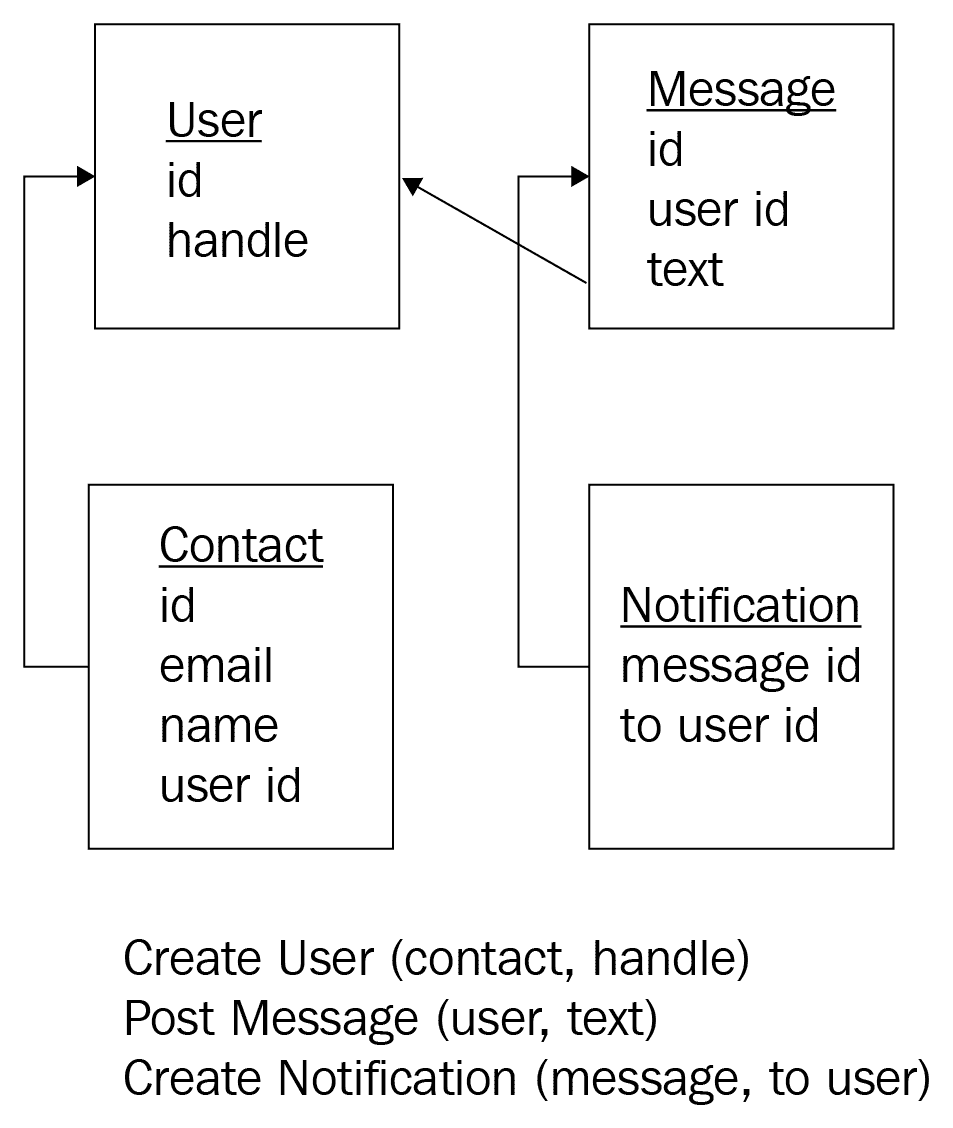 User
id
handle
Message
id
user id
text
Contact
id
email
name
user id
Notification
message id
to user id
Create User (contact, handle)
Post Message (user, text)
Create Notification (message, to user)